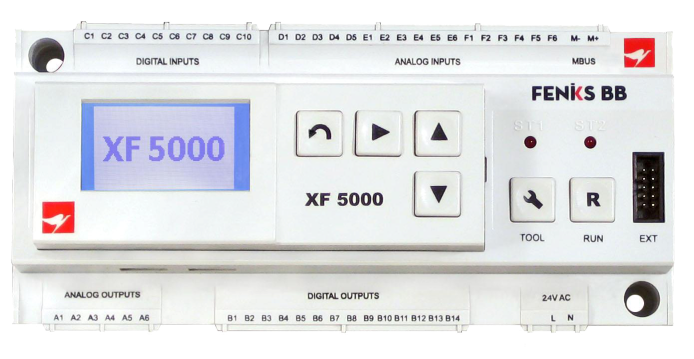 C1 C2 C3 C4 C5 C6 C7 C8 C9 C10 D1 D2 D3 D4 D5 E1 E2 E3 E4 E5 E6 F1 F2 F3 F4 F5 F6 M- M+
DIGITAL INPUTS ANALOG INPUTS MBUS
FENİKS BB
ST1 ST2
XF 5000
XF 5000
R
TOOL RUN EXT
ANALOG OUTPUTS DIGITAL OUTPUTS 24V AC
A1 A2 A3 A4 A5 A6 B1 B2 B3 B4 B5 B6 B7 B8 B9 B10 B11 B12 B13 B14 L N